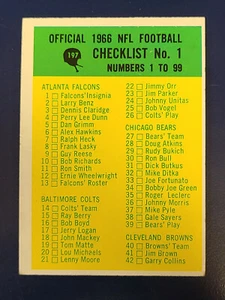 OFFICIAL 1966 NFL FOOTBALL
197
CHECKLIST No. 1
NUMBERS 1 TO 99
ATLANTA FALCONS
1 Falcons' Insignia
2 Larry Benz
3 Dennis Claridge
4 Perry Lee Dunn
5 Dan Grimm
6 Alex Hawkins
7 Ralph Heck
8 Frank Lasky
9 Guy Reese
10 Bob Richards
11 Ron Smith
12 Ernie Wheelwright
13 Falcons' Roster
BALTIMORE COLTS
14 Colts' Team
15 Ray Berry
16 Bob Boyd
17 Jerry Logan
18 John Mackey
19 Tom Matte
20 Lou Micheals
21 Lenny Moore
22 Jimmy Orr
23 Jim Parker
24 Johnny Unitas
25 Bob Vogel
26 Colts' Play
CHICAGO BEARS
27 Bears' Team
28 Doug Atkins
29 Rudy Bukich
30 Ron Bull
31 Dick Butkus
32 Mike Ditka
33 Joe Fortunato
34 Bobby Joe Green
35 Roger Leclerc
36 Johnny Morris
37 Mike Pyle
38 Gale Sayers
39 Bears' Play
CLEVELAND BROWNS
40 Browns' Team
41 Jim Brown
42 Garry Collins